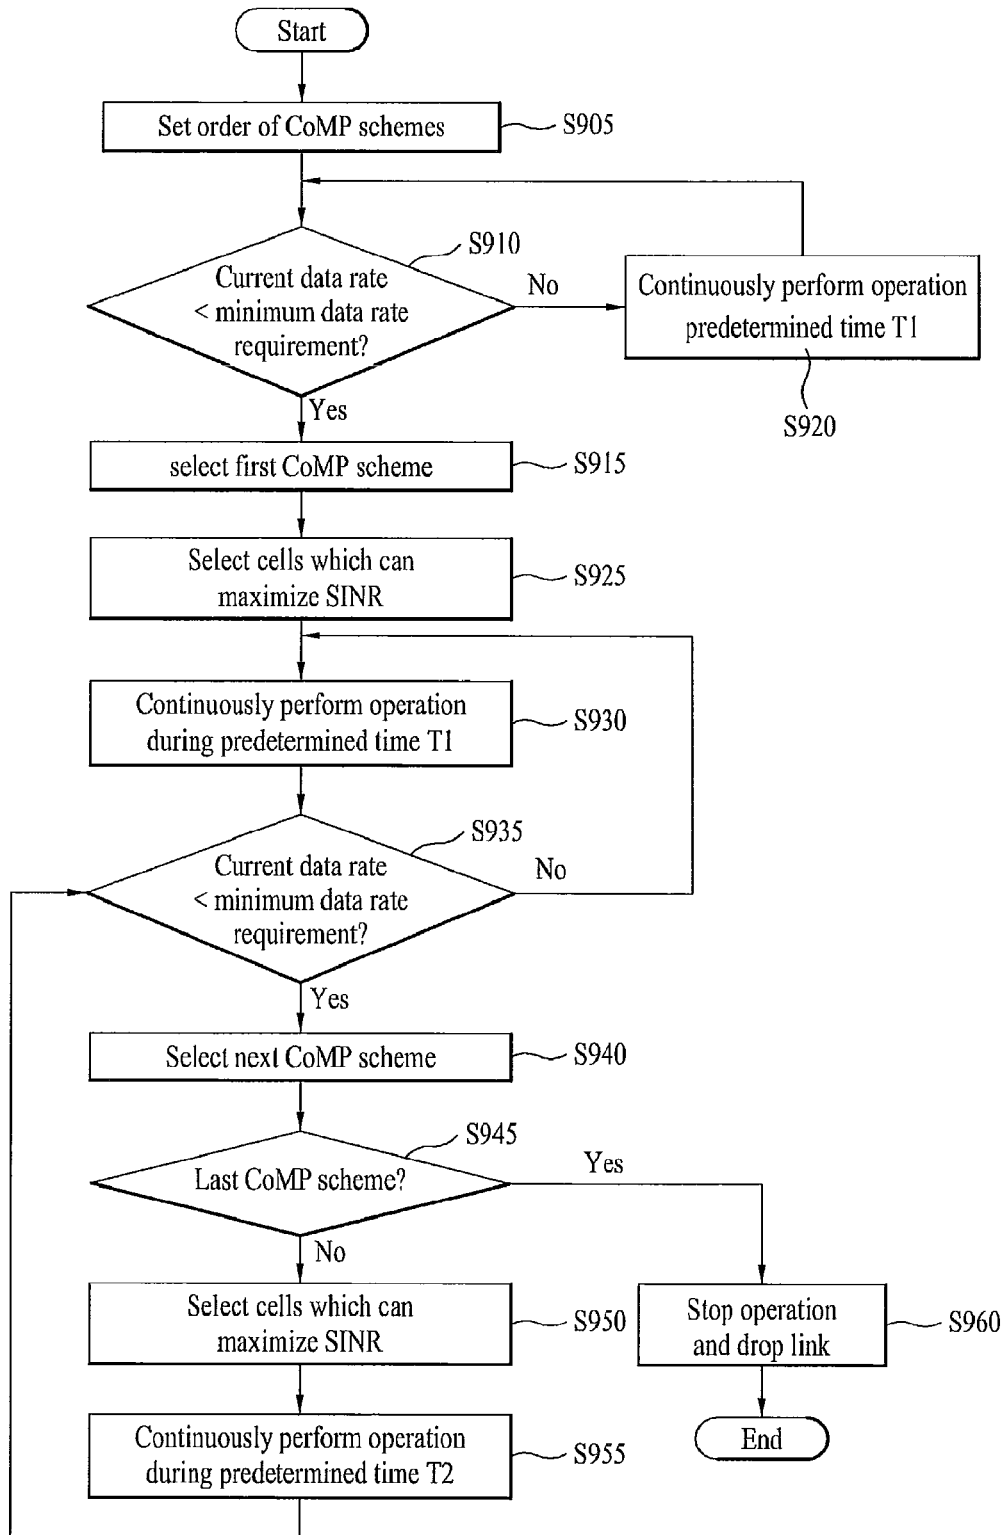 Start
Set order of CoMP schemes
S905
S910
Current data rate
< minimum data rate
requirement?
No
Continuously perform operation
predetermined time T1
S920
Yes
select first CoMP scheme
S915
Select cells which can
maximize SINR
S925
Continuously perform operation
during predetermined time T1
S930
S935
Current data rate
< minimum data rate
requirement?
No
Yes
Select next CoMP scheme
S940
S945
Last CoMP scheme?
Yes
No
Select cells which can
maximize SINR
S950
Stop operation
and drop link
S960
Continuously perform operation
during predetermined time T2
S955
End